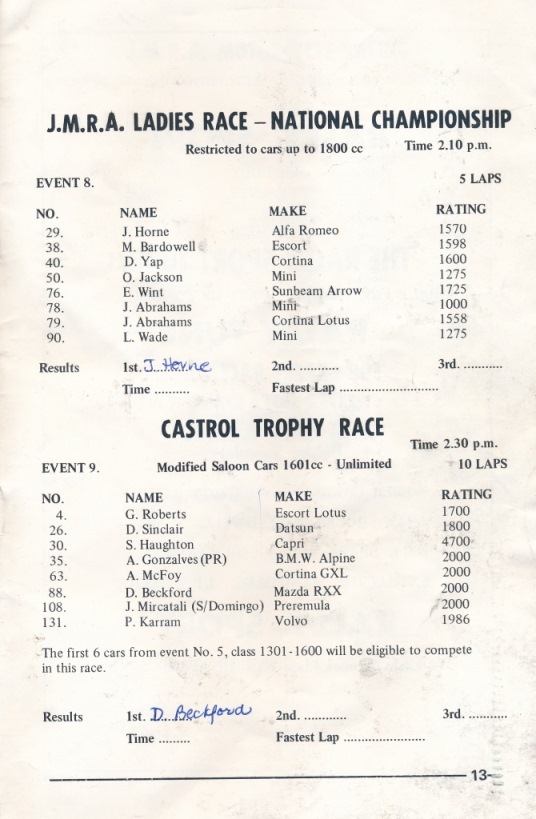 J.M.R.A. LADIES RACE – NATIONAL CHAMPIONSHIP
Restricted to cars up to 1800 cc Time 2.10 p.m.
EVENT 8. 5 LAPS
NO. NAME MAKE RATING
29. J. Horne Alfa Romeo 1570
38. M. Bardowell Escort 1598
40. D. Yap Cortina 1600
50. O. Jackson Mini 1275
76. E. Wint Sunbeam Arrow 1725
78. J. Abrahams Mini 1000
79. J. Abrahams Cortina Lotus 1558
90. L. Wade Mini 1275
Results 1st. J. Horne 2nd. ........... 3rd. ...........
Time .......... Fastest Lap ............................
CASTROL TROPHY RACE
Time 2.30 p.m.
EVENT 9. Modified Saloon Cars 1601cc - Unlimited 10 LAPS
NO. NAME MAKE RATING
4. G. Roberts Escort Lotus 1700
26. D. Sinclair Datsun 1800
30. S. Haughton Capri 4700
35. A. Gonzalves (PR) B.M.W. Alpine 2000
63. A. McFoy Cortina GXL 2000
88. D. Beckford Mazda RXX 2000
108. J. Mircatali (S/Domingo) Preremula 2000
131. P. Karram Volvo 1986
The first 6 cars from event No. 5, class 1301-1600 will be eligible to compete
in this race.
Results 1st. D. Beckford 2nd. ............ 3rd. ...........
Time ......... Fastest Lap .......................
13-